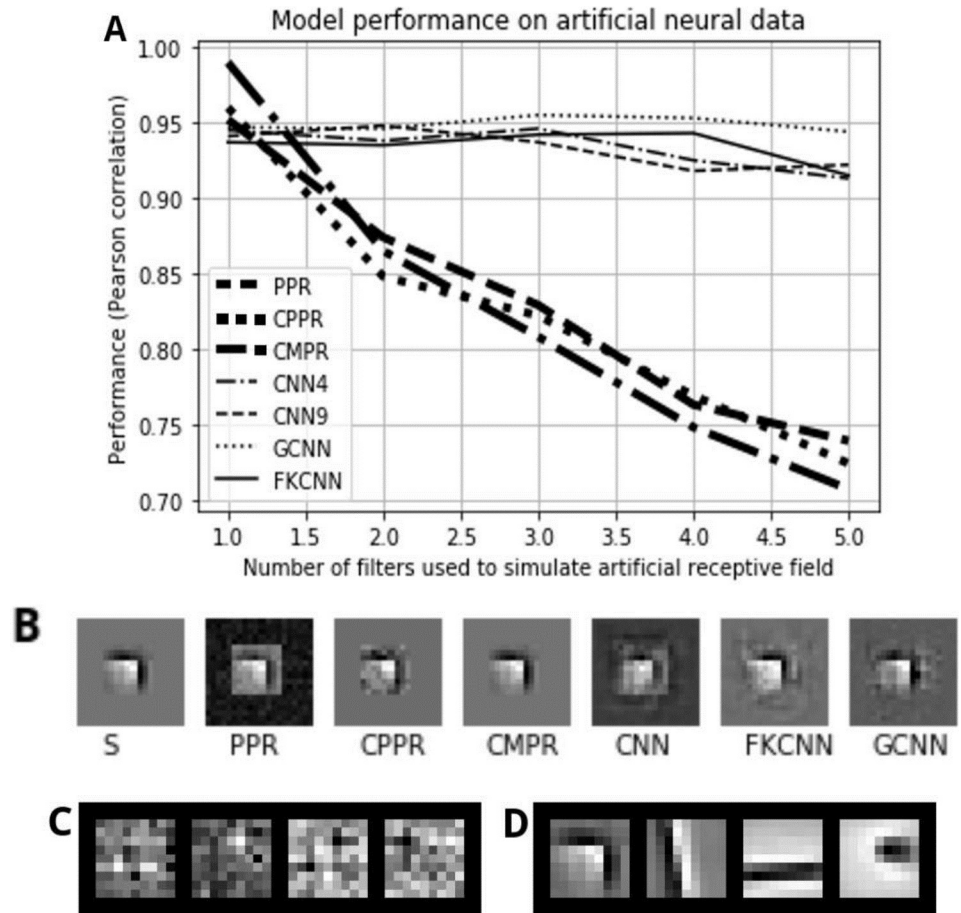 A
Model performance on artificial neural data
Performance (Pearson correlation)
1.00
0.95
0.90
0.85
0.80
0.75
0.70
PPR
CPPR
CMPR
CNN4
CNN9
GCNN
FKCNN
1.0 1.5 2.0 2.5 3.0 3.5 4.0 4.5 5.0
Number of filters used to simulate artificial receptive field
B
S PPR CPPR CMPR CNN FKCNN GCNN
C D